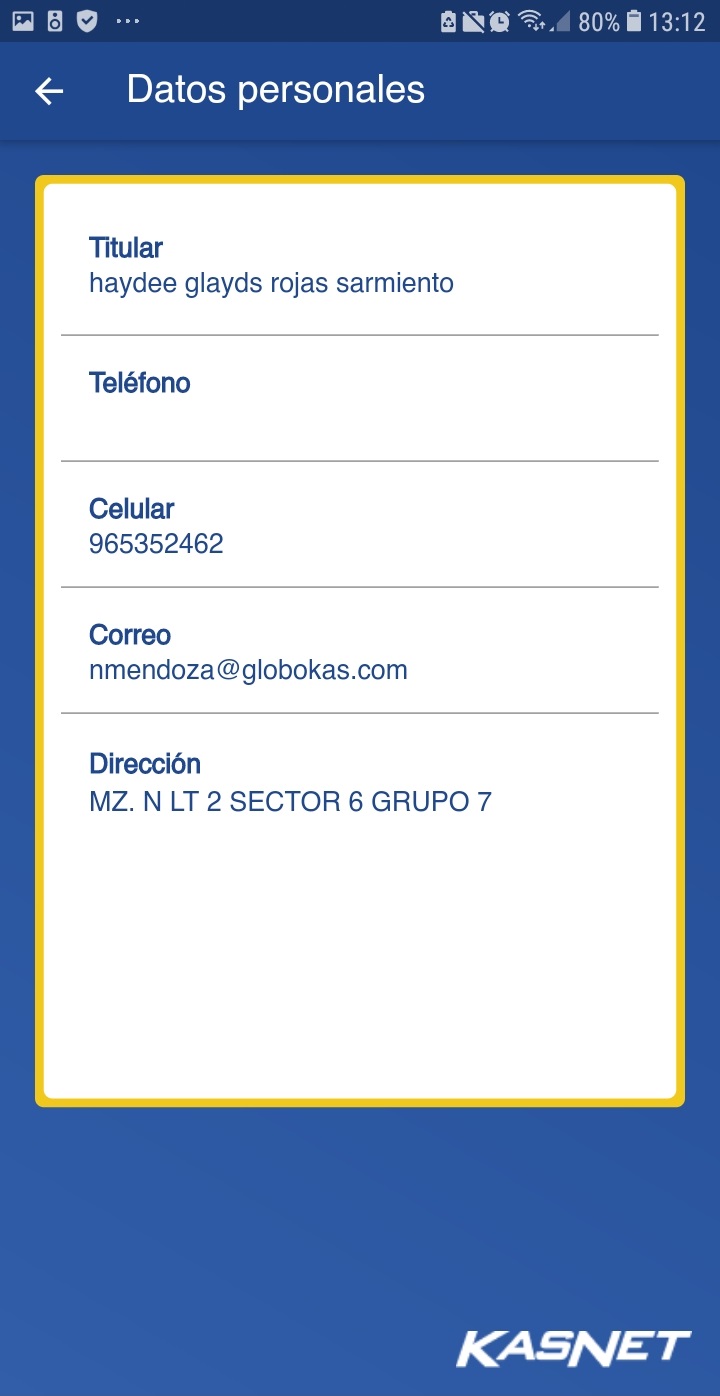 80% 13:12
Datos personales
Titular
haydee glayds rojas sarmiento
Teléfono
Celular
965352462
Correo
nmendoza@globokas.com
Dirección
MZ. N LT 2 SECTOR 6 GRUPO 7
KASNET